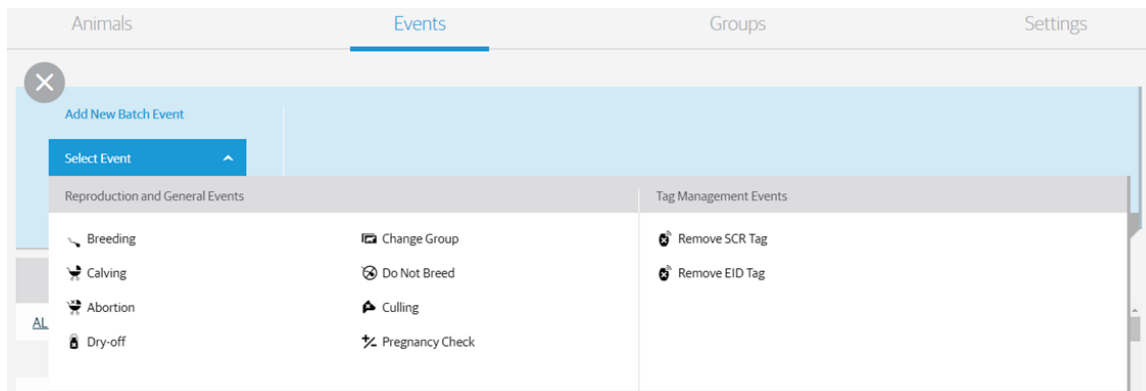 Animals
Events
Groups
Settings
Add New Batch Event
Select Event
Reproduction and General Events
Tag Management Events
Breeding
Change Group
Remove SCR Tag
Calving
Do Not Breed
Remove EID Tag
Abortion
Culling
AL
Dry-off
Pregnancy Check